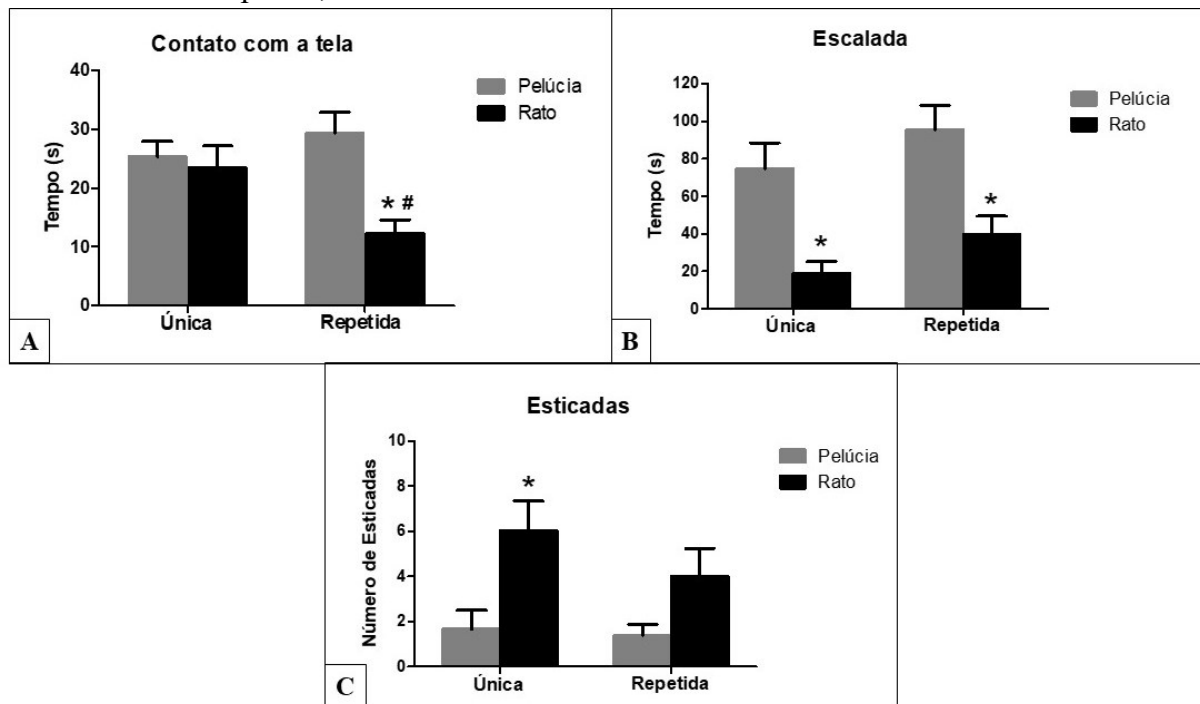 Contato com a tela
Tempo (s)
40
30
20
10
0
* #
Única
Repetida
Pelúcia
Rato
A
Escalada
Tempo (s)
120
100
80
60
40
20
0
*
*
Única
Repetida
Pelúcia
Rato
B
Esticadas
Número de Esticadas
10
8
6
4
2
0
*
Única
Repetida
Pelúcia
Rato
C